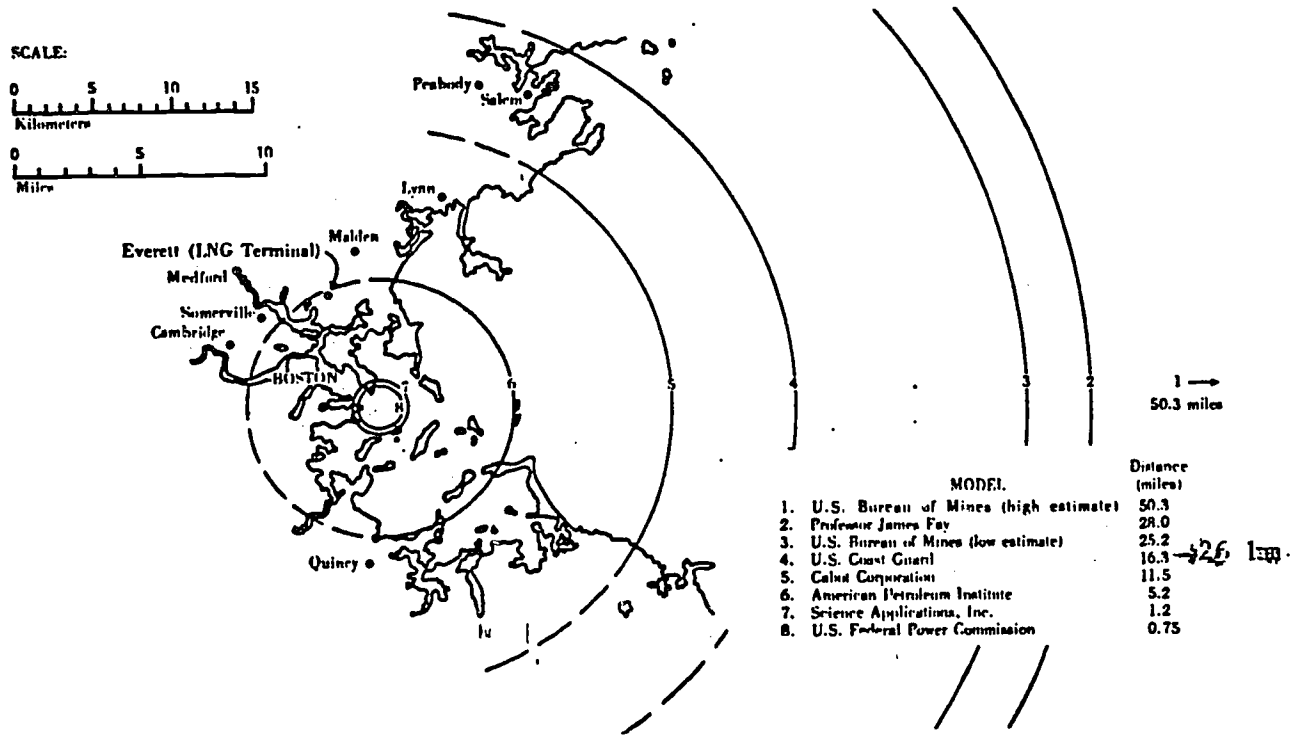 SCALE:
0 5 10 15
Kilometers
0 5 10
Miles
Peabody
Salem
Lynn
Malden
Everett (LNG Terminal)
Medford
Somerville
Cambridge
BOSTON
7
8
6
5
4
3
2
1 →
50.3 miles
Quincy
MODEL Distance (miles)
1. U.S. Bureau of Mines (high estimate) 50.3
2. Professor James Fay 28.0
3. U.S. Bureau of Mines (low estimate) 25.2
4. U.S. Coast Guard 16.3 → 26
5. Cabot Corporation 11.5
6. American Petroleum Institute 5.2
7. Science Applications, Inc. 1.2
8. U.S. Federal Power Commission 0.75